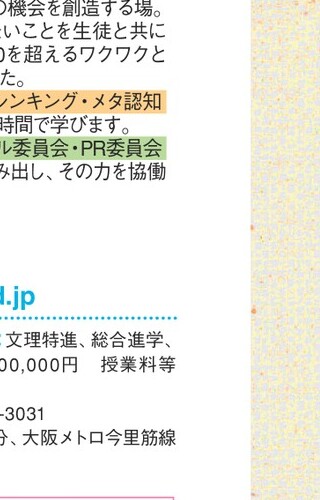 の機会を創造する場。
いことを生徒と共に
0を超えるワクワクと
た。
シンキング・メタ認知
時間で学びます。
ル委員会・PR委員会
み出し、その力を協働
d.jp
文理特進、総合進学、
00,000円　授業料等
-3031
分、大阪メトロ今里筋線